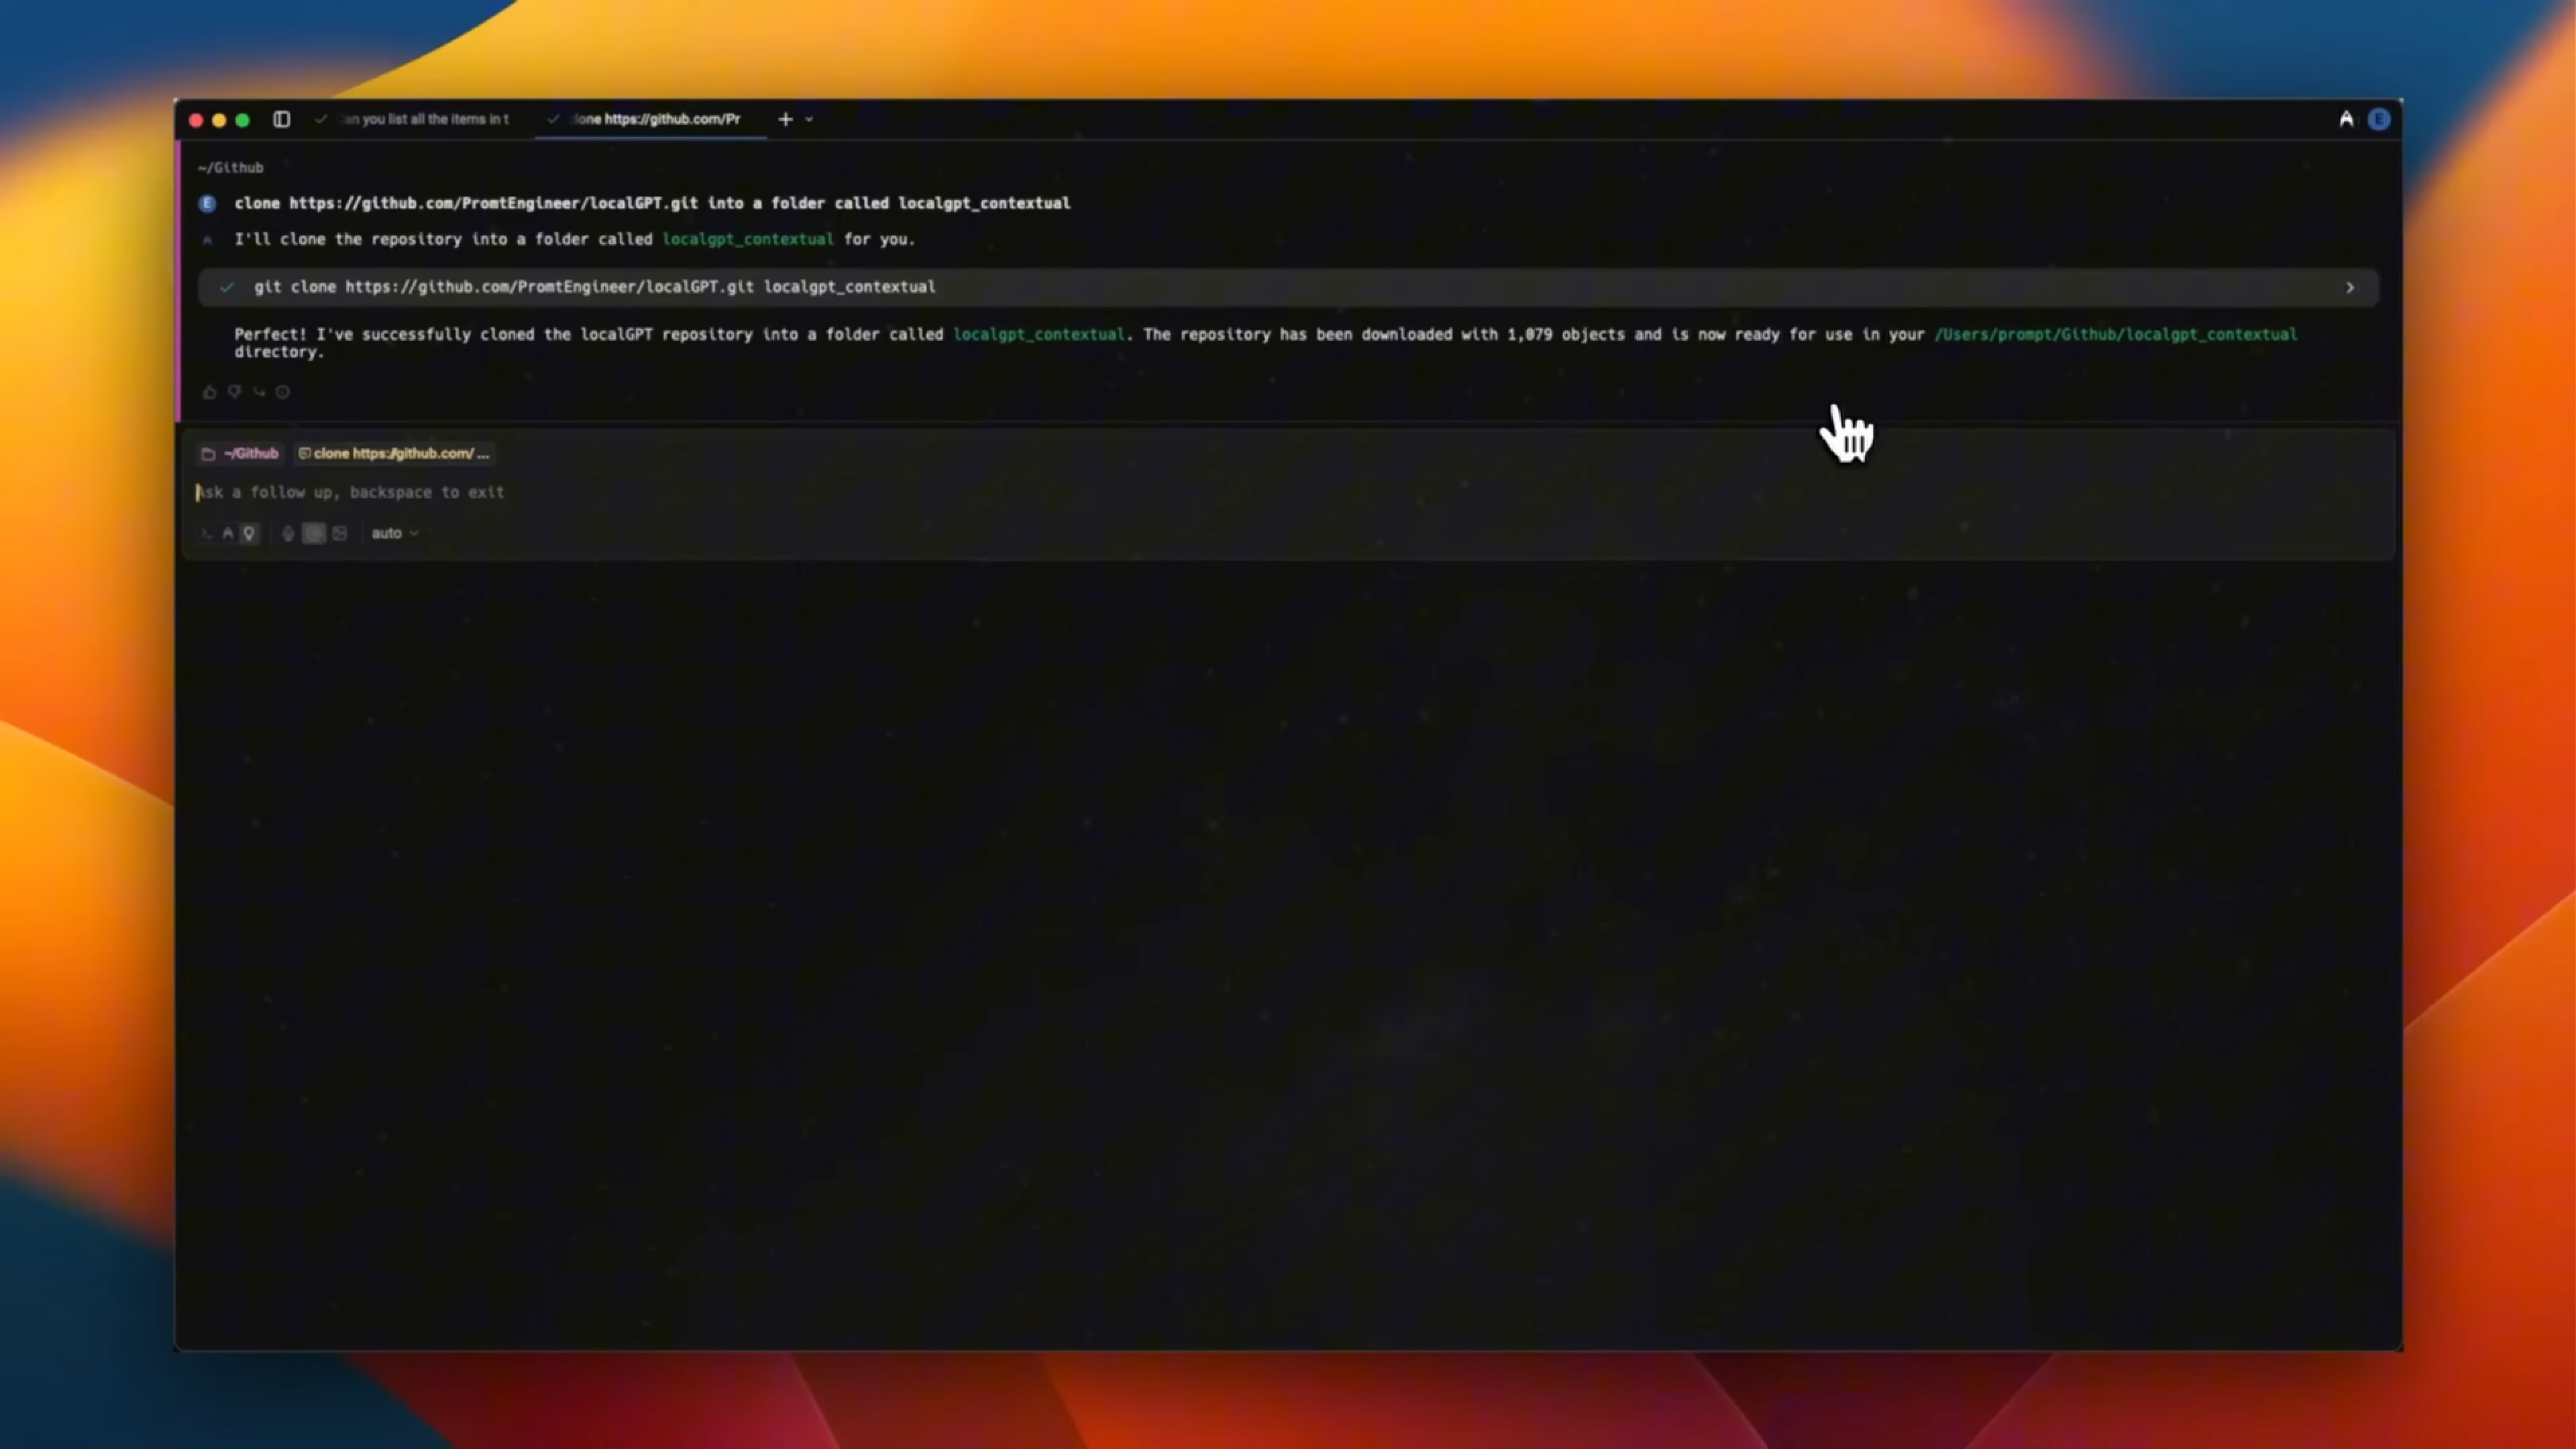 an you list all the items in t
lone https://github.com/Pr
E
~/Github
E clone https://github.com/PromtEngineer/localGPT.git into a folder called localgpt_contextual
I'll clone the repository into a folder called localgpt_contextual for you.
git clone https://github.com/PromtEngineer/localGPT.git localgpt_contextual
Perfect! I've successfully cloned the localGPT repository into a folder called localgpt_contextual. The repository has been downloaded with 1,079 objects and is now ready for use in your /Users/prompt/Github/localgpt_contextual
directory.
~/Github clone https://github.com/ ...
Ask a follow up, backspace to exit
auto